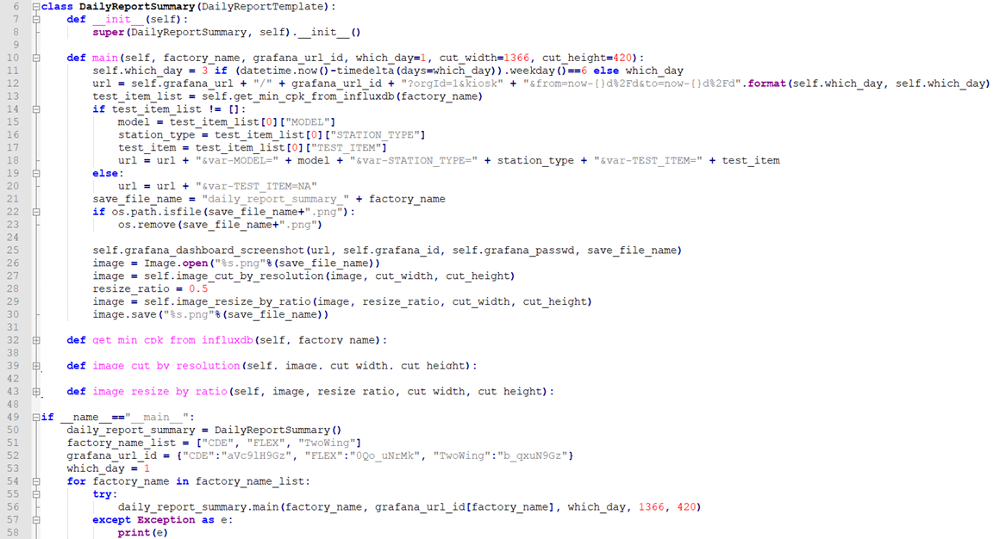 6 class DailyReportSummary(DailyReportTemplate):
7 def __init__(self):
8 super(DailyReportSummary, self).__init__()
9
10 def main(self, factory_name, grafana_url_id, which_day=1, cut_width=1366, cut_height=420):
11 self.which_day = 3 if (datetime.now()-timedelta(days=which_day)).weekday()==6 else which_day
12 url = self.grafana_url + "/" + grafana_url_id + "?orgId=1&kiosk" + "&from=now-{}d%2Fd&to=now-{}d%2Fd".format(self.which_day, self.which_day)
13 test_item_list = self.get_min_cpk_from_influxdb(factory_name)
14 if test_item_list != []:
15 model = test_item_list[0]["MODEL"]
16 station_type = test_item_list[0]["STATION_TYPE"]
17 test_item = test_item_list[0]["TEST_ITEM"]
18 url = url + "&var-MODEL=" + model + "&var-STATION_TYPE=" + station_type + "&var-TEST_ITEM=" + test_item
19 else:
20 url = url + "&var-TEST_ITEM=NA"
21 save_file_name = "daily_report_summary_" + factory_name
22 if os.path.isfile(save_file_name+".png"):
23 os.remove(save_file_name+".png")
24
25 self.grafana_dashboard_screenshot(url, self.grafana_id, self.grafana_passwd, save_file_name)
26 image = Image.open("%s.png"%(save_file_name))
27 image = self.image_cut_by_resolution(image, cut_width, cut_height)
28 resize_ratio = 0.5
29 image = self.image_resize_by_ratio(image, resize_ratio, cut_width, cut_height)
30 image.save("%s.png"%(save_file_name))
31
32 def get_min_cpk_from_influxdb(self, factory_name):
38
39 def image_cut_by_resolution(self, image, cut_width, cut_height):
42
43 def image_resize_by_ratio(self, image, resize_ratio, cut_width, cut_height):
48
49 if __name__=="__main__":
50 daily_report_summary = DailyReportSummary()
51 factory_name_list = ["CDE", "FLEX", "TwoWing"]
52 grafana_url_id = {"CDE":"aVc9lH9Gz", "FLEX":"0Qo_uNrMk", "TwoWing":"b_qxuN9Gz"}
53 which_day = 1
54 for factory_name in factory_name_list:
55 try:
56 daily_report_summary.main(factory_name, grafana_url_id[factory_name], which_day, 1366, 420)
57 except Exception as e:
58 print(e)